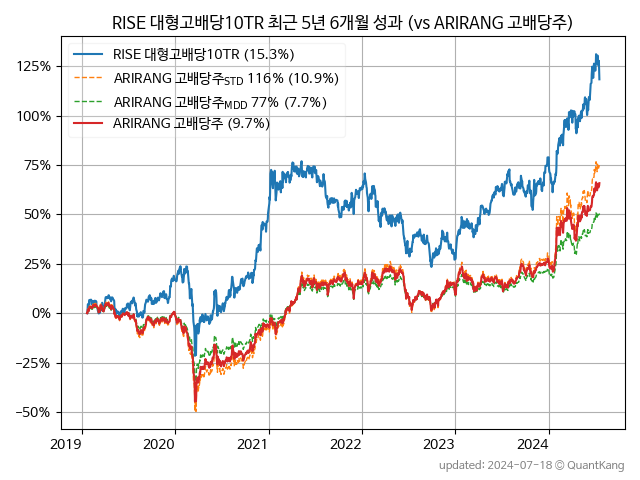 RISE 대형고배당10TR 최근 5년 6개월 성과 (vs ARIRANG 고배당주)
RISE 대형고배당10TR (15.3%)
ARIRANG 고배당주STD 116% (10.9%)
ARIRANG 고배당주MDD 77% (7.7%)
ARIRANG 고배당주 (9.7%)
125%
100%
75%
50%
25%
0%
−25%
−50%
2019 2020 2021 2022 2023 2024
updated: 2024-07-18 © QuantKang